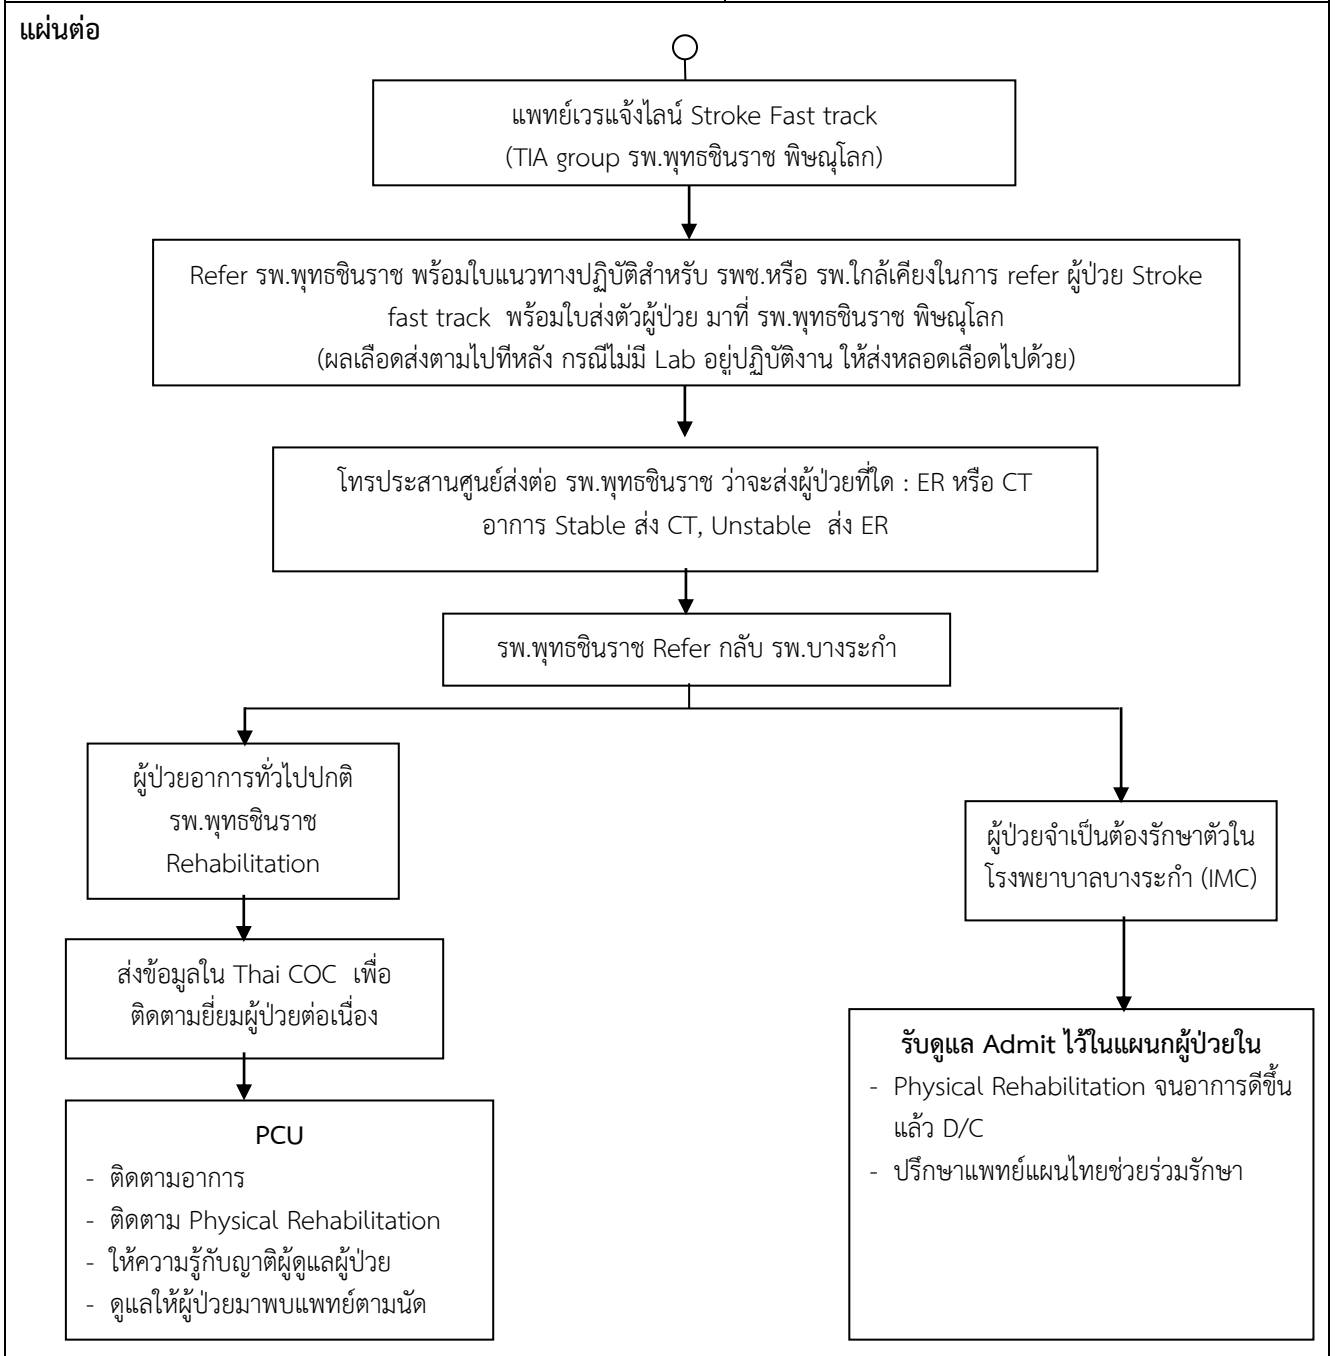 แผ่นต่อ
แพทย์เวรแจ้งไลน์ Stroke Fast track
(TIA group รพ.พุทธชินราช พิษณุโลก)
Refer รพ.พุทธชินราช พร้อมใบแนวทางปฏิบัติสำหรับ รพช.หรือ รพ.ใกล้เคียงในการ refer ผู้ป่วย Stroke
fast track พร้อมใบส่งตัวผู้ป่วย มาที่ รพ.พุทธชินราช พิษณุโลก
(ผลเลือดส่งตามไปทีหลัง กรณีไม่มี Lab อยู่ปฏิบัติงาน ให้ส่งหลอดเลือดไปด้วย)
โทรประสานศูนย์ส่งต่อ รพ.พุทธชินราช ว่าจะส่งผู้ป่วยที่ใด : ER หรือ CT
อาการ Stable ส่ง CT, Unstable ส่ง ER
รพ.พุทธชินราช Refer กลับ รพ.บางระกำ
ผู้ป่วยอาการทั่วไปปกติ
รพ.พุทธชินราช
Rehabilitation
ส่งข้อมูลใน Thai COC เพื่อ
ติดตามยี่ยมผู้ป่วยต่อเนื่อง
PCU
- ติดตามอาการ
- ติดตาม Physical Rehabilitation
- ให้ความรู้กับญาติผู้ดูแลผู้ป่วย
- ดูแลให้ผู้ป่วยมาพบแพทย์ตามนัด
ผู้ป่วยจำเป็นต้องรักษาตัวใน
โรงพยาบาลบางระกำ (IMC)
รับดูแล Admit ไว้ในแผนกผู้ป่วยใน
- Physical Rehabilitation จนอาการดีขึ้น
แล้ว D/C
- ปรึกษาแพทย์แผนไทยช่วยร่วมรักษา